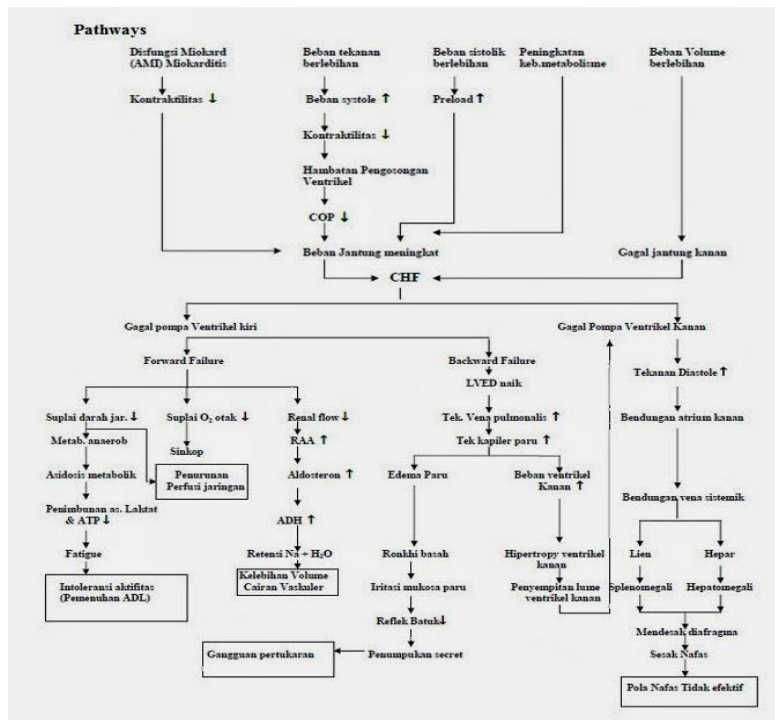 Pathways
Disfungsi Miokard
(AMI) Miokarditis
Beban tekanan
berlebihan
Beban sistolik
berlebihan
Peningkatan
keb.metabolisme
Beban Volume
berlebihan
Kontraktilitas ↓
Beban systole ↑
Preload ↑
Kontraktilitas ↓
Hambatan Pengosongan
Ventrikel
COP ↓
Beban Jantung meningkat
Gagal jantung kanan
CHF
Gagal pompa Ventrikel kiri
Gagal Pompa Ventrikel Kanan
Forward Failure
Backward Failure
LVED naik
Tekanan Diastole ↑
Suplai darah jar. ↓
Suplai O₂ otak ↓
Renal flow ↓
Tek. Vena pulmonalis ↑
Bendungan atrium kanan
Metab. anaerob
Sinkop
RAA ↑
Tek kapiler paru ↑
Asidosis metabolik
Penurunan
Perfusi jaringan
Aldosteron ↑
Edema Paru
Beban ventrikel
Kanan ↑
Bendungan vena sistemik
Penimbunan as. Laktat
& ATP ↓
ADH ↑
Fatigue
Retensi Na + H₂O
Ronkhi basah
Hipertropy ventrikel
kanan
Lien
Hepar
Intoleransi aktifitas
(Pemenuhan ADL)
Kelebihan Volume
Cairan Vaskuler
Iritasi mukosa paru
Penyempitan lume
ventrikel kanan
Splenomegali
Hepatomegali
Reflek Batuk↓
Mendesak diafragma
Gangguan pertukaran
Penumpukan secret
Sesak Nafas
Pola Nafas Tidak efektif